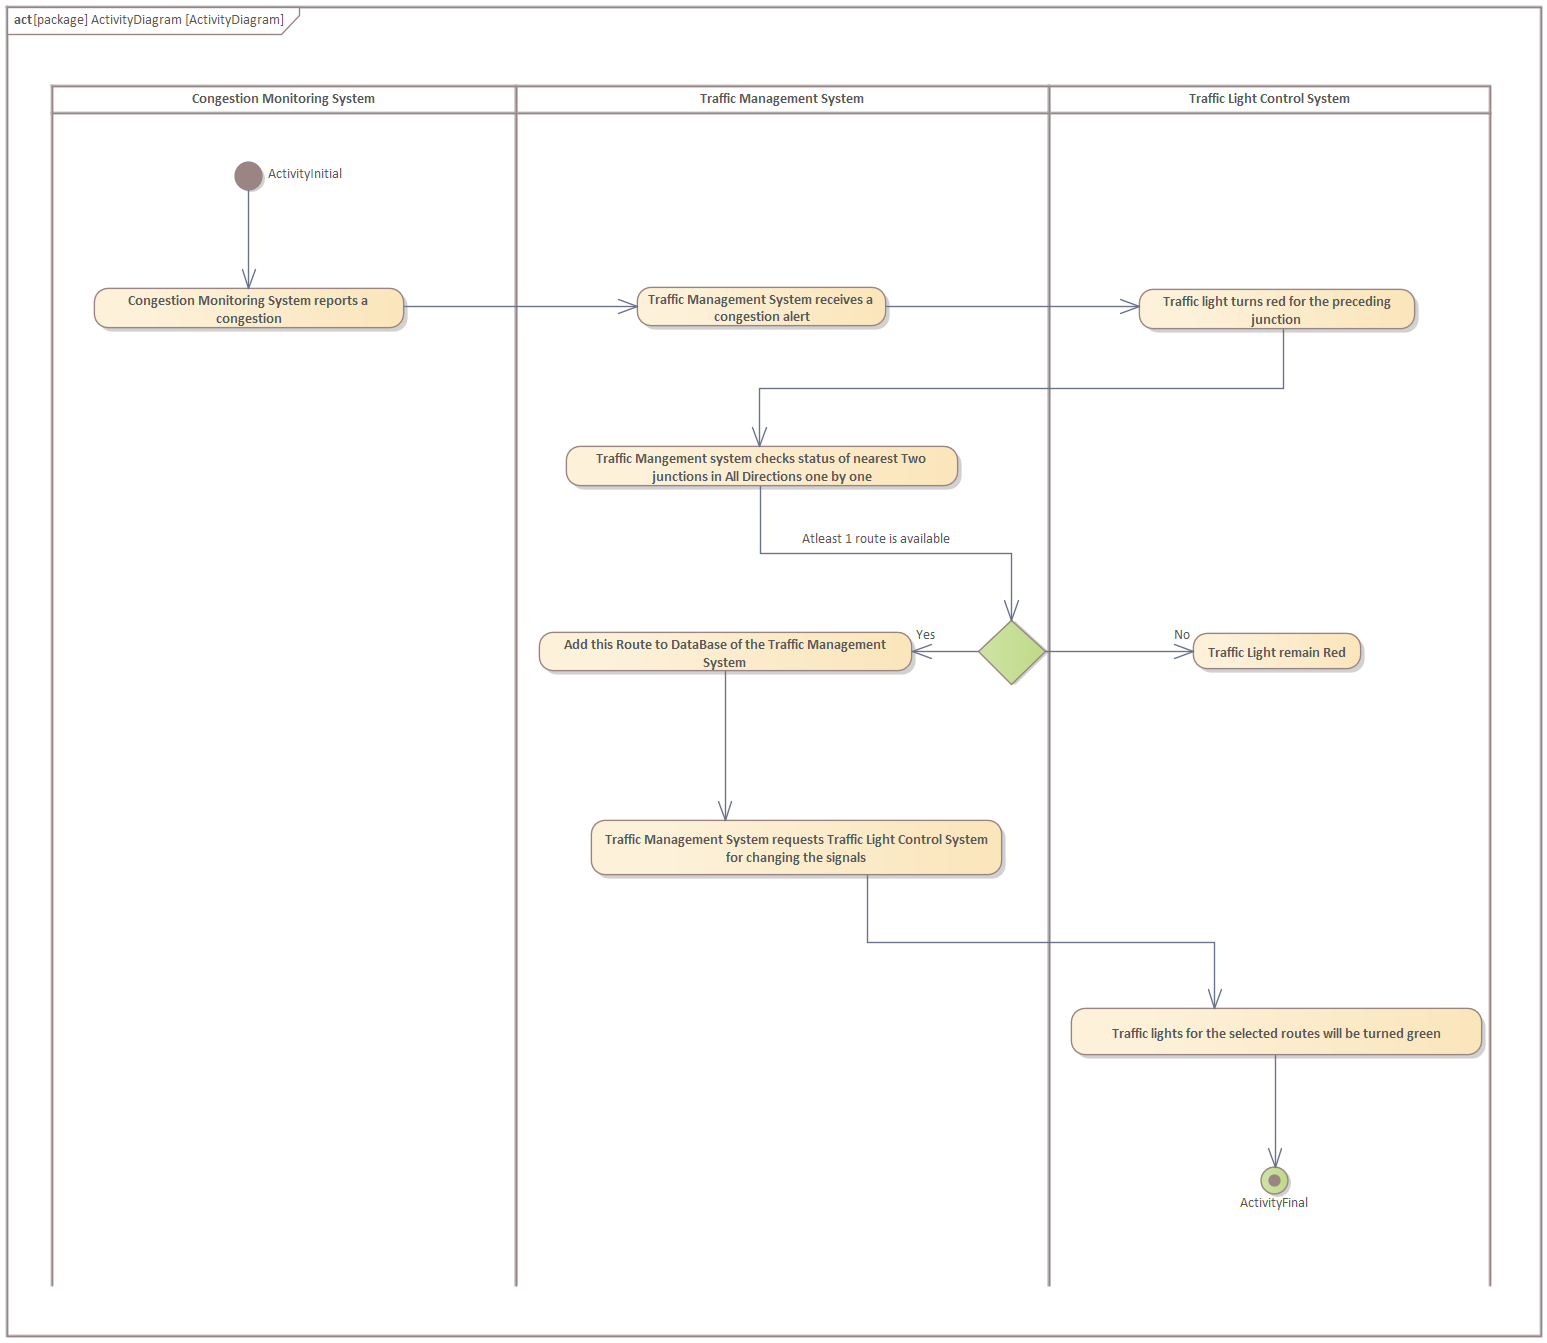 act [package] ActivityDiagram [ActivityDiagram]
Congestion Monitoring System
Traffic Management System
Traffic Light Control System
ActivityInitial
Congestion Monitoring System reports a
congestion
Traffic Management System receives a
congestion alert
Traffic light turns red for the preceding
junction
Traffic Mangement system checks status of nearest Two
junctions in All Directions one by one
Atleast 1 route is available
Yes
No
Add this Route to DataBase of the Traffic Management
System
Traffic Light remain Red
Traffic Management System requests Traffic Light Control System
for changing the signals
Traffic lights for the selected routes will be turned green
ActivityFinal